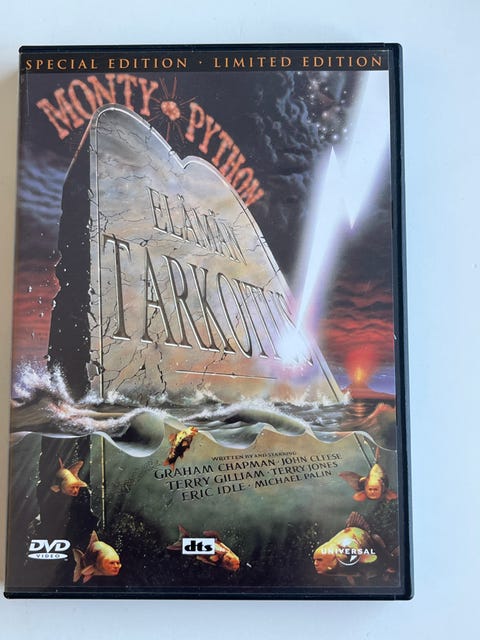 SPECIAL EDITION · LIMITED EDITION
MONTY PYTHON
ELÄMÄN
TARKOITUS
WRITTEN BY AND STARRING
GRAHAM CHAPMAN · JOHN CLEESE
TERRY GILLIAM · TERRY JONES
ERIC IDLE · MICHAEL PALIN
DVD
VIDEO
dts
UNIVERSAL